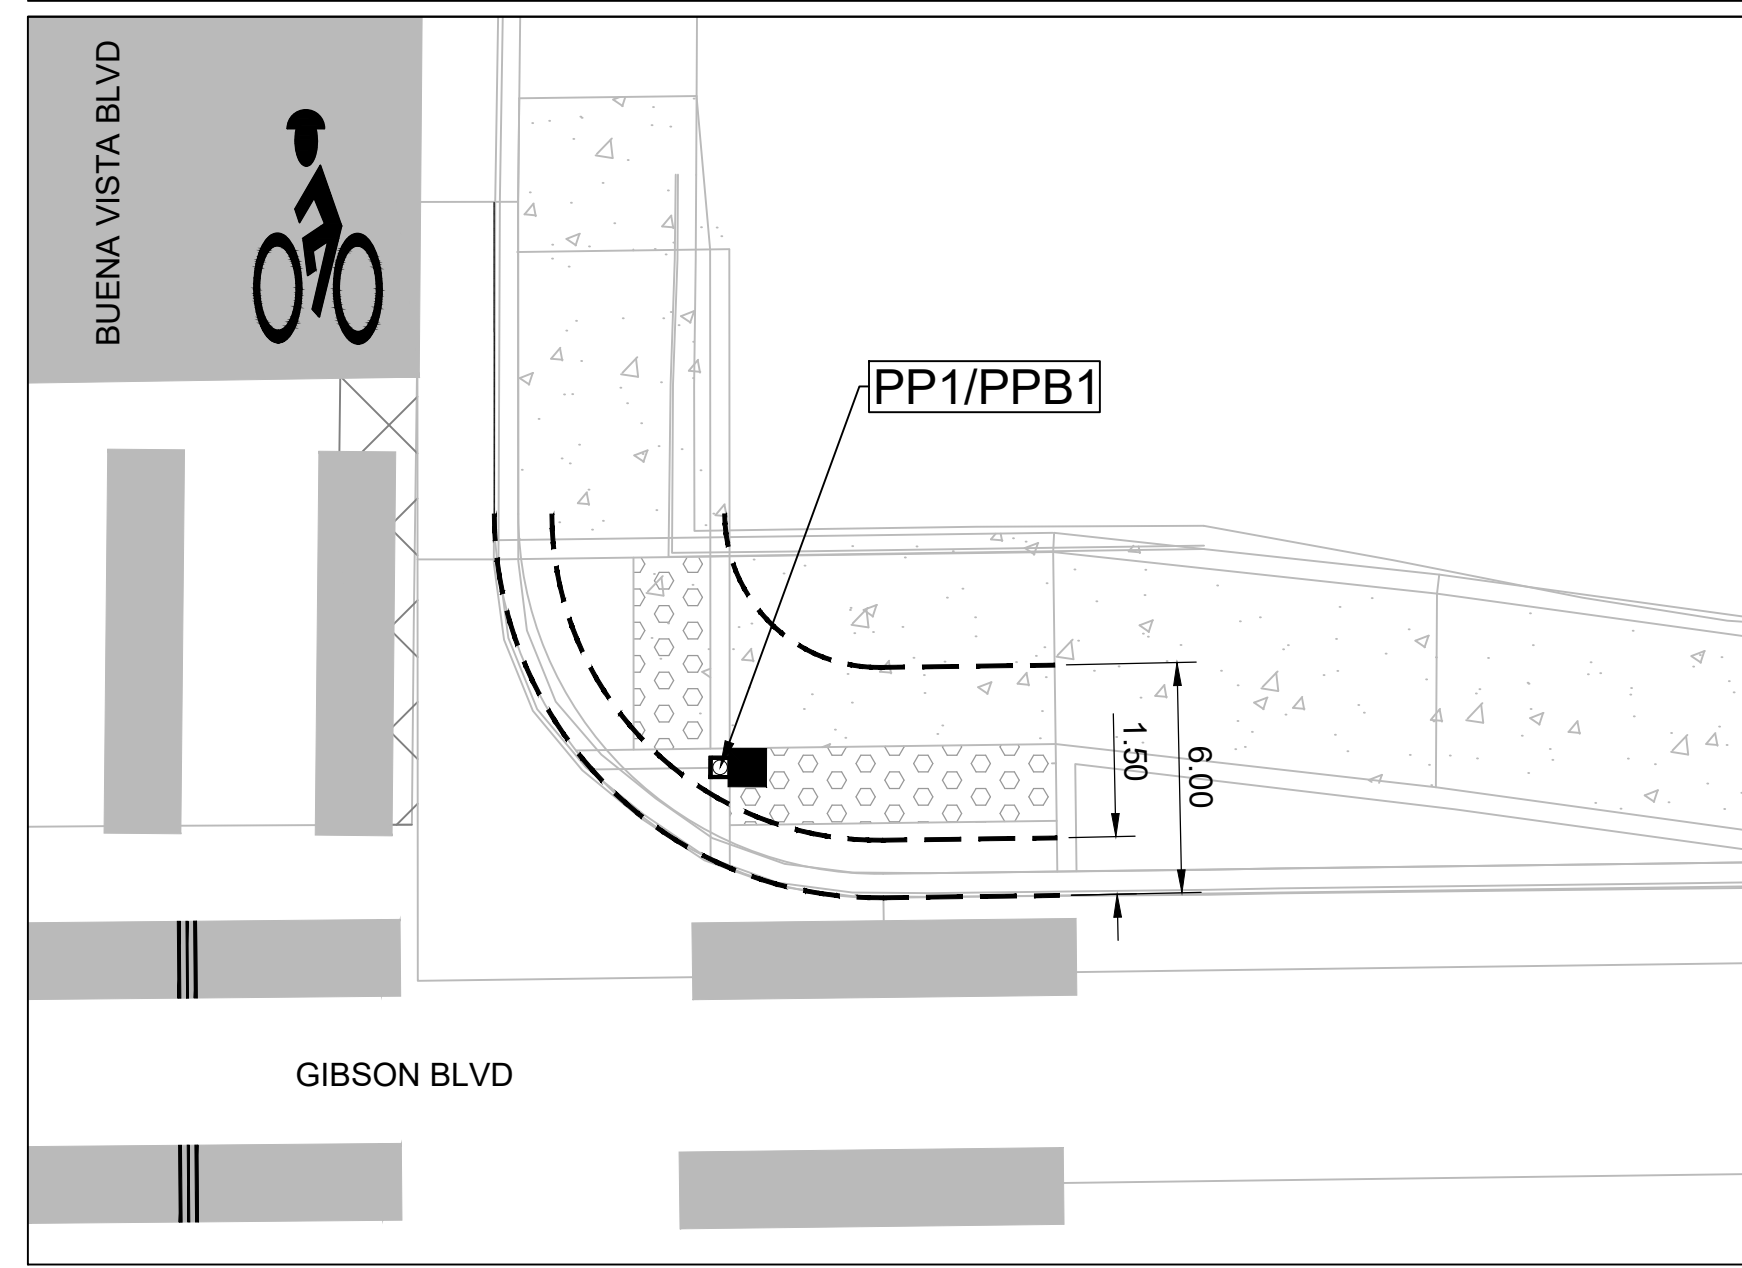 BUENA VISTA BLVD
PP1/PPB1
1.50
6.00
GIBSON BLVD